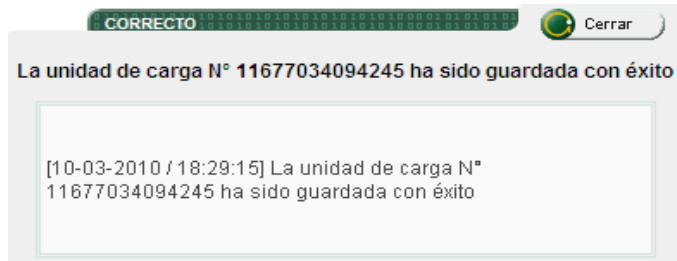 CORRECTO
Cerrar
La unidad de carga N° 11677034094245 ha sido guardada con éxito
[10-03-2010 / 18:29:15] La unidad de carga N°
11677034094245 ha sido guardada con éxito